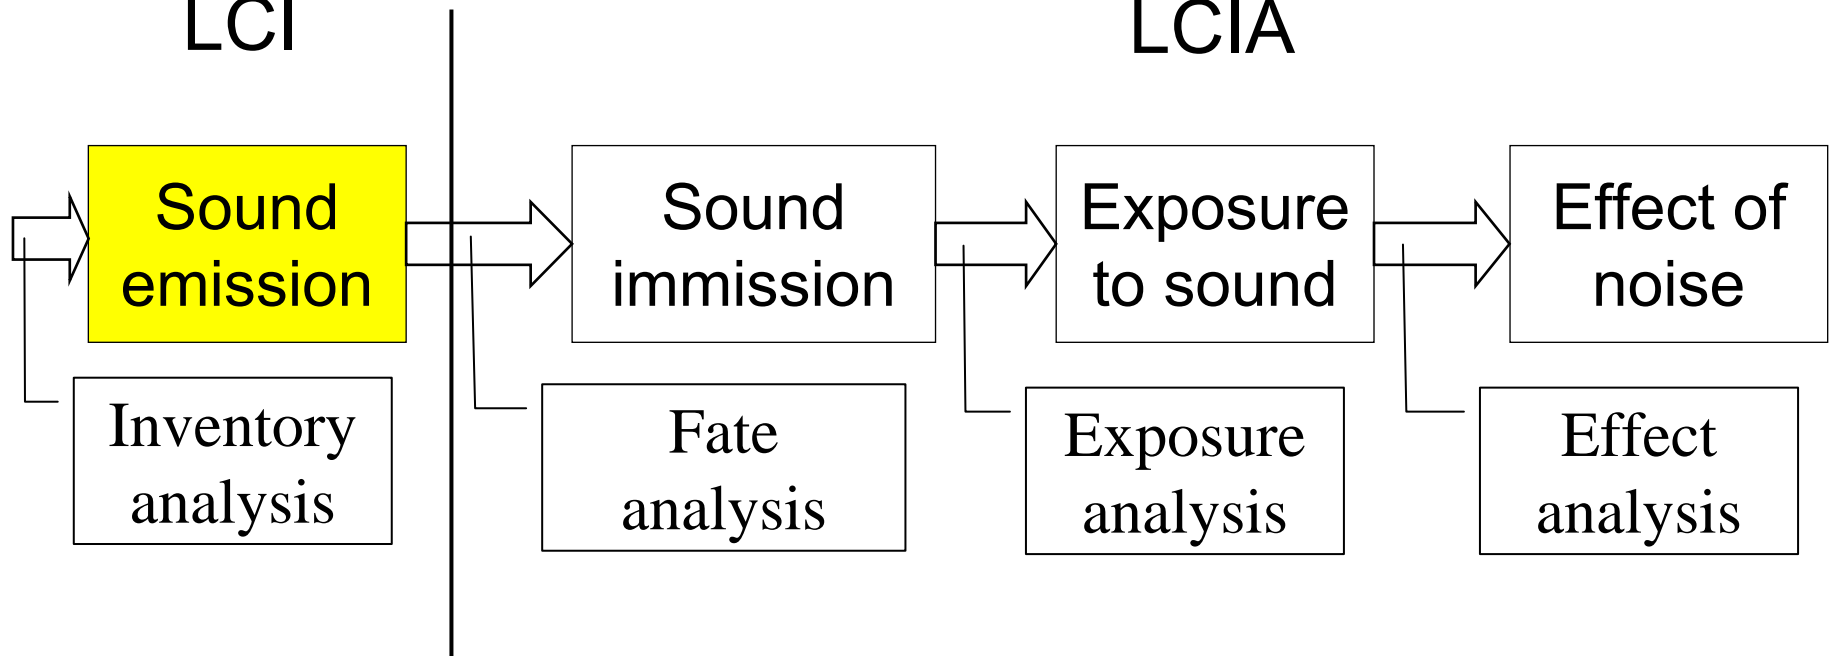 LCI
LCIA
Sound
emission
Sound
immission
Exposure
to sound
Effect of
noise
Inventory
analysis
Fate
analysis
Exposure
analysis
Effect
analysis